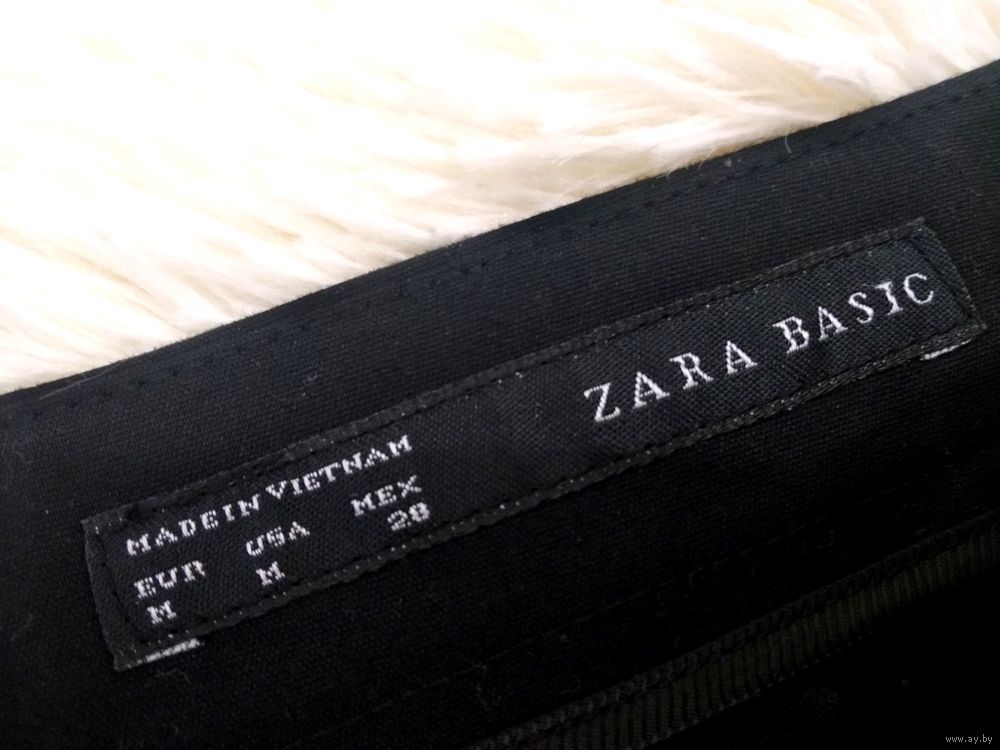 ZARA BASIC
MADE IN VIETNAM
EUR USA MEX
M M 28
www.ay.by